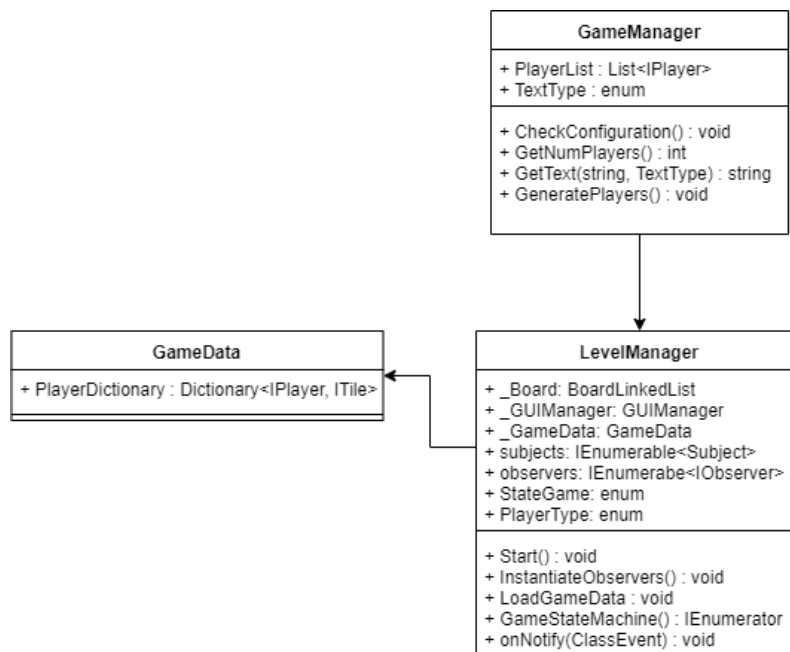 GameManager
+ PlayerList : List<IPlayer>
+ TextType : enum
+ CheckConfiguration() : void
+ GetNumPlayers() : int
+ GetText(string, TextType) : string
+ GeneratePlayers() : void
GameData
+ PlayerDictionary : Dictionary<IPlayer, ITile>
LevelManager
+ _Board: BoardLinkedList
+ _GUIManager: GUIManager
+ _GameData: GameData
+ subjects: IEnumerable<Subject>
+ observers: IEnumerabe<IObserver>
+ StateGame: enum
+ PlayerType: enum
+ Start() : void
+ InstantiateObservers() : void
+ LoadGameData : void
+ GameStateMachine() : IEnumerator
+ onNotify(ClassEvent) : void